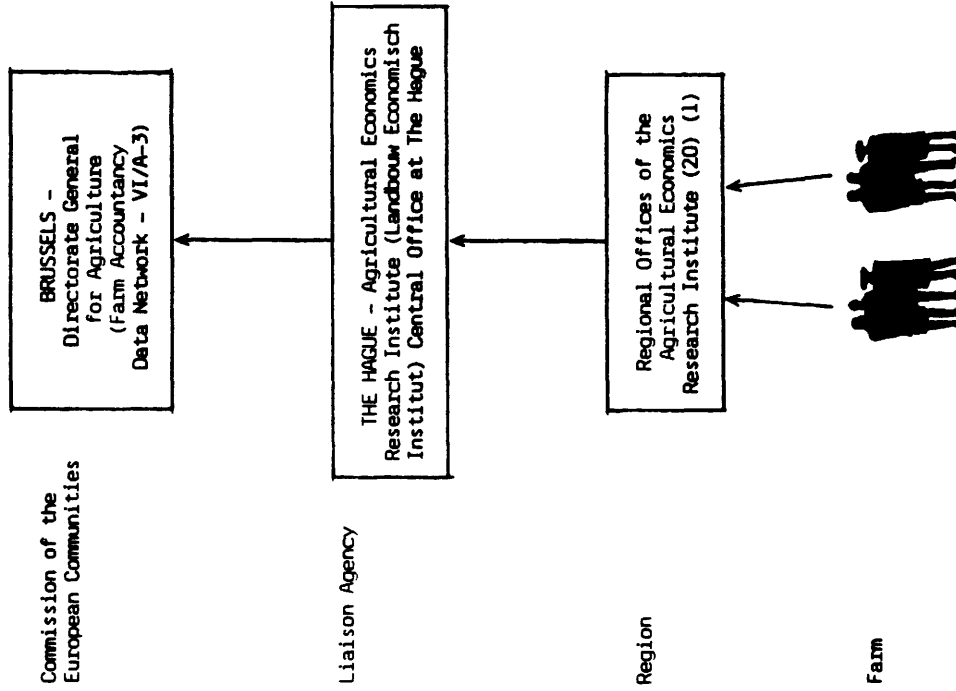 Commission of the
European Communities
BRUSSELS -
Directorate General
for Agriculture
(Farm Accountancy
Data Network - VI/A-3)
Liaison Agency
THE HAGUE - Agricultural Economics
Research Institute (Landbouw Economisch
Institut) Central Office at The Hague
Region
Regional Offices of the
Agricultural Economics
Research Institute (20) (1)
Farm